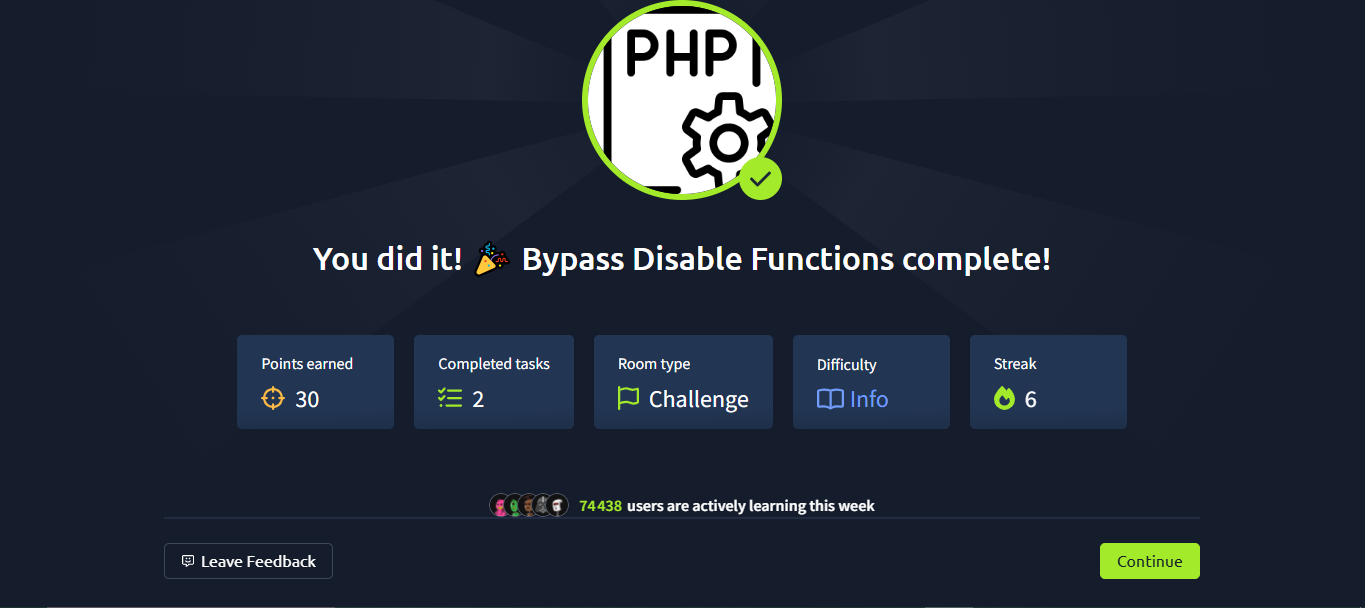 PHP
You did it! 🎉 Bypass Disable Functions complete!
Points earned
30
Completed tasks
2
Room type
Challenge
Difficulty
Info
Streak
6
74438 users are actively learning this week
Leave Feedback
Continue